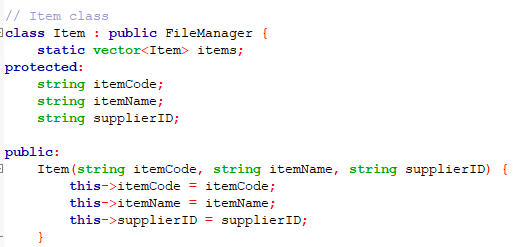 // Item class
class Item : public FileManager {
    static vector<Item> items;
protected:
    string itemCode;
    string itemName;
    string supplierID;

public:
    Item(string itemCode, string itemName, string supplierID) {
        this->itemCode = itemCode;
        this->itemName = itemName;
        this->supplierID = supplierID;
    }